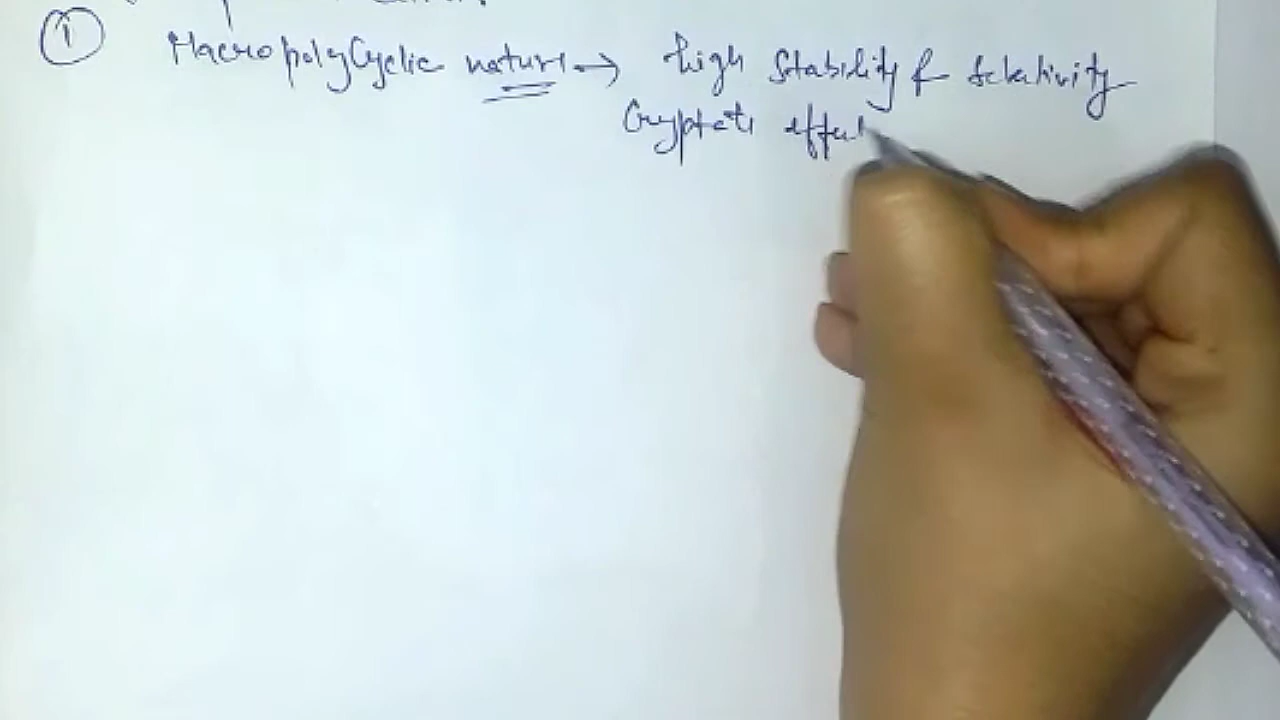 ① Macropolycyclic nature → high stability & selectivity
Cryptate effect